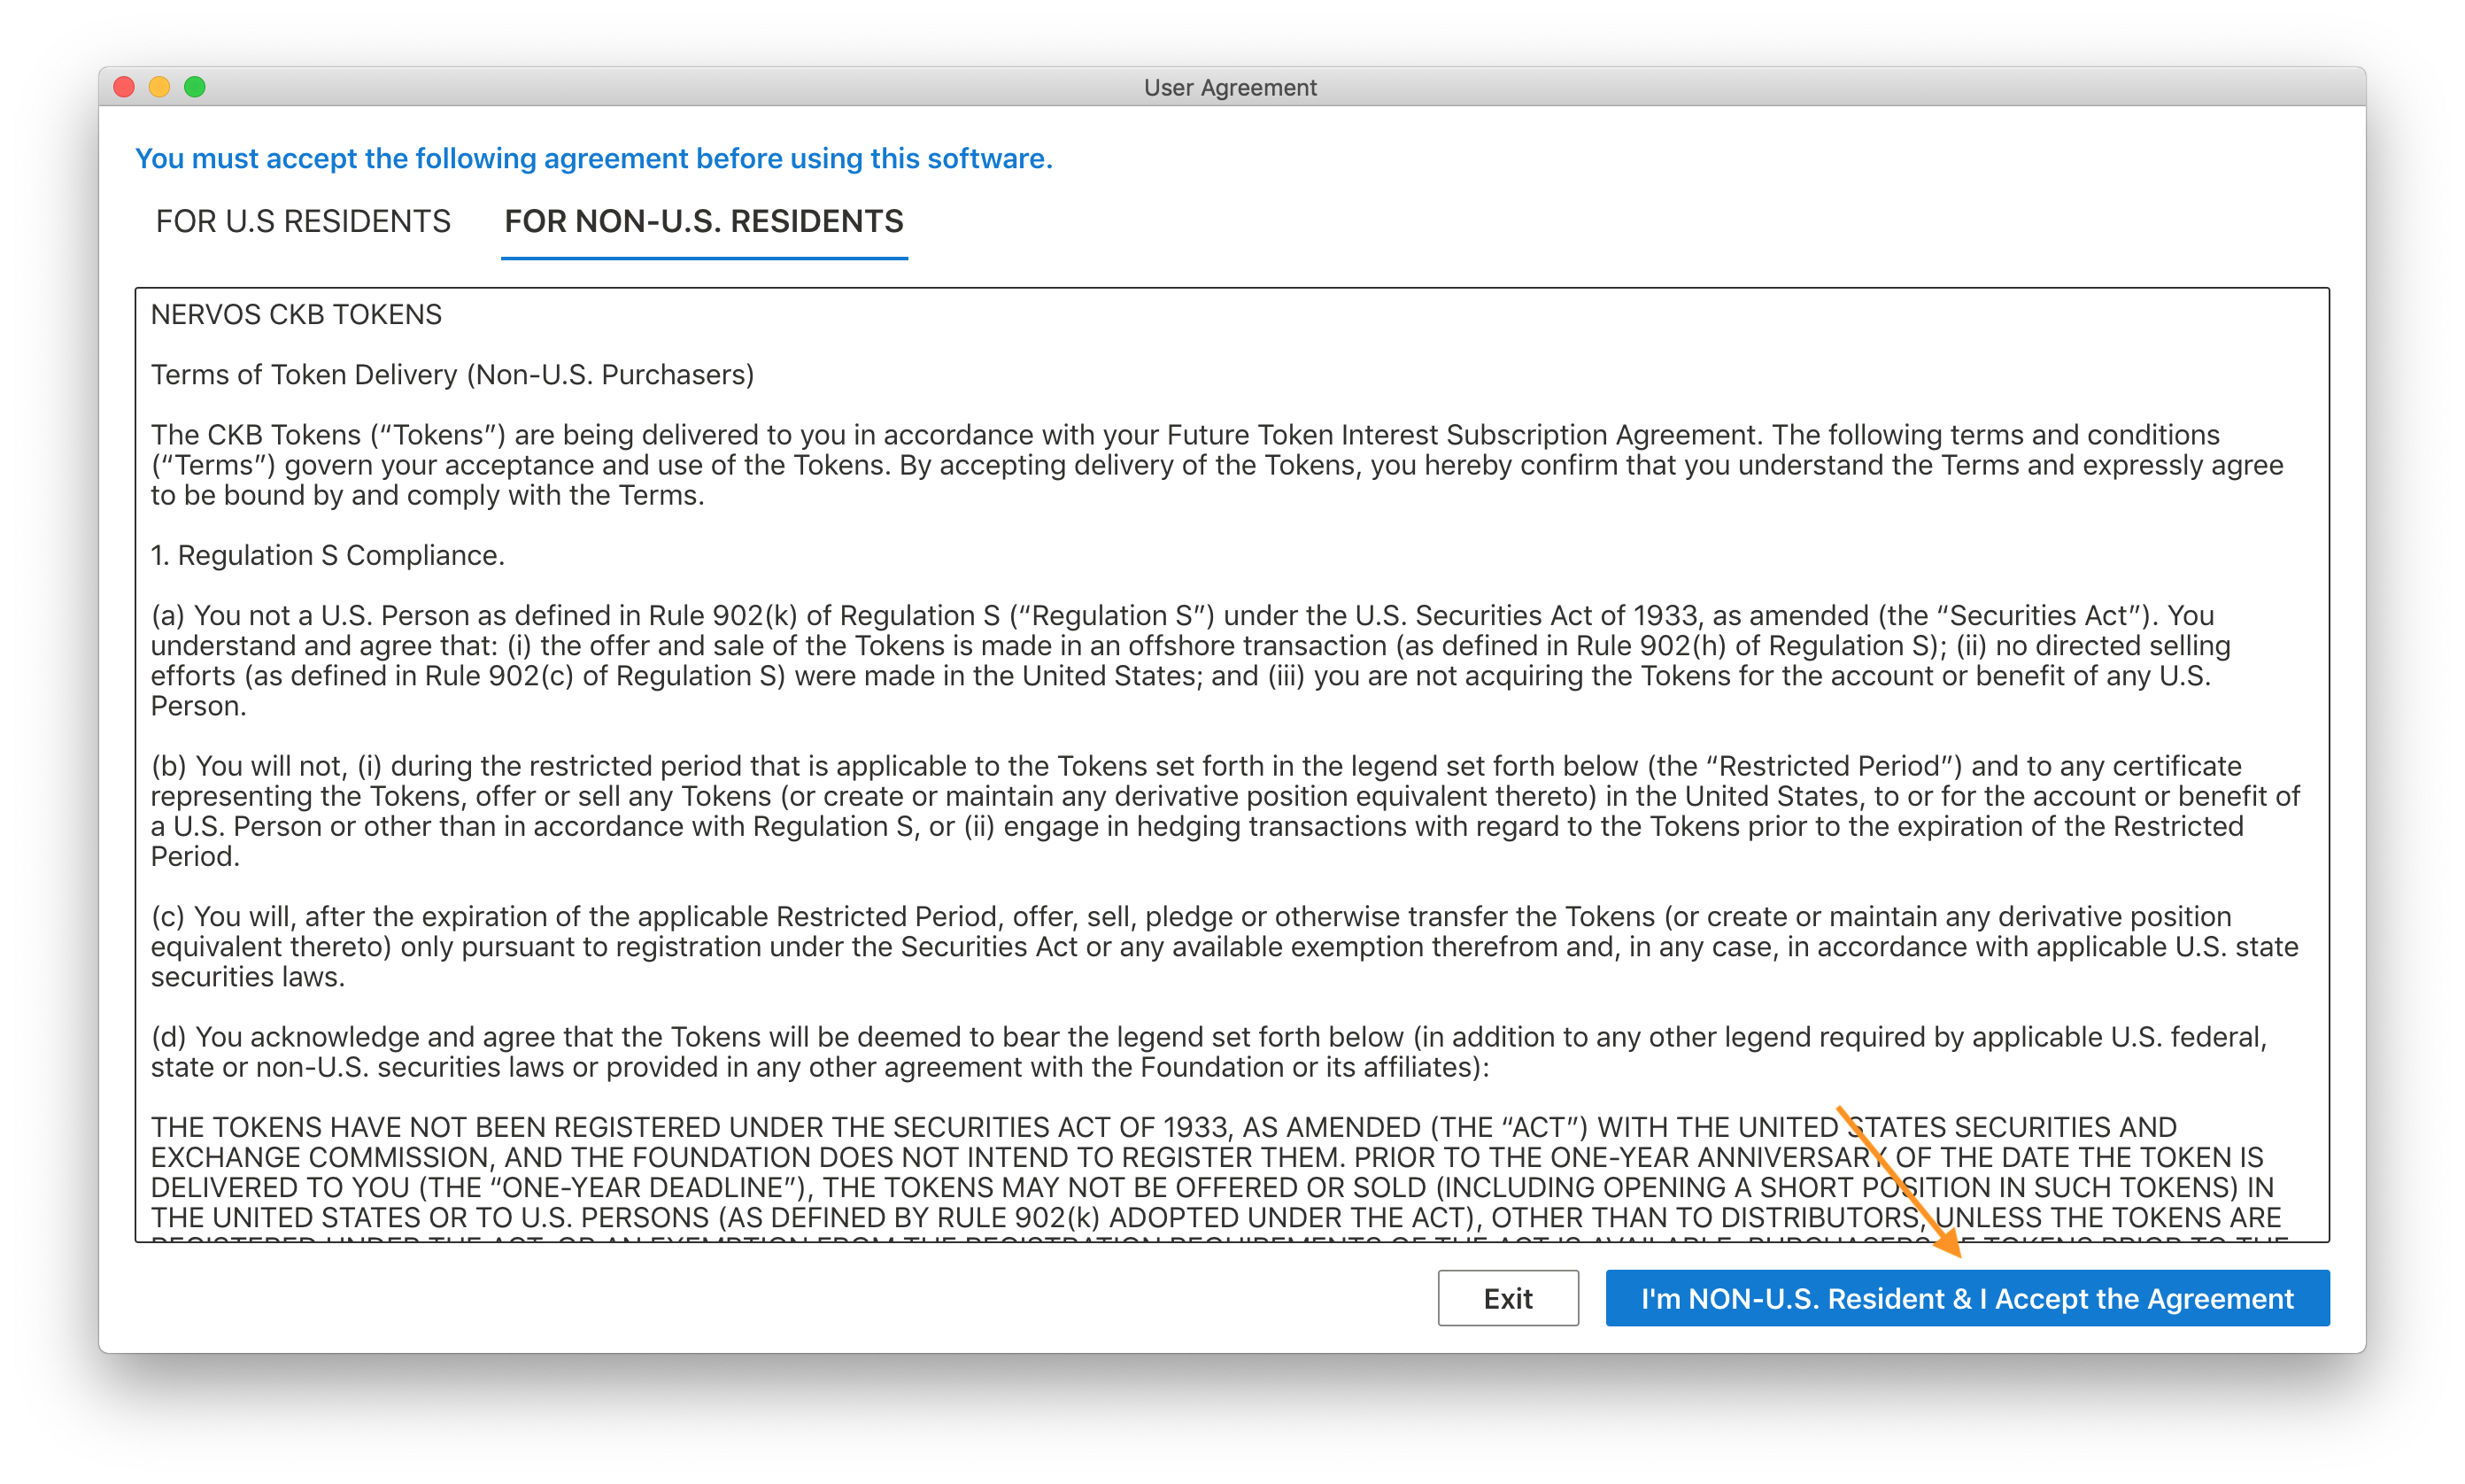 User Agreement
You must accept the following agreement before using this software.
FOR U.S RESIDENTS FOR NON-U.S. RESIDENTS
NERVOS CKB TOKENS
Terms of Token Delivery (Non-U.S. Purchasers)
The CKB Tokens (“Tokens”) are being delivered to you in accordance with your Future Token Interest Subscription Agreement. The following terms and conditions
(“Terms”) govern your acceptance and use of the Tokens. By accepting delivery of the Tokens, you hereby confirm that you understand the Terms and expressly agree
to be bound by and comply with the Terms.
1. Regulation S Compliance.
(a) You not a U.S. Person as defined in Rule 902(k) of Regulation S (“Regulation S”) under the U.S. Securities Act of 1933, as amended (the “Securities Act”). You
understand and agree that: (i) the offer and sale of the Tokens is made in an offshore transaction (as defined in Rule 902(h) of Regulation S); (ii) no directed selling
efforts (as defined in Rule 902(c) of Regulation S) were made in the United States; and (iii) you are not acquiring the Tokens for the account or benefit of any U.S.
Person.
(b) You will not, (i) during the restricted period that is applicable to the Tokens set forth in the legend set forth below (the “Restricted Period”) and to any certificate
representing the Tokens, offer or sell any Tokens (or create or maintain any derivative position equivalent thereto) in the United States, to or for the account or benefit of
a U.S. Person or other than in accordance with Regulation S, or (ii) engage in hedging transactions with regard to the Tokens prior to the expiration of the Restricted
Period.
(c) You will, after the expiration of the applicable Restricted Period, offer, sell, pledge or otherwise transfer the Tokens (or create or maintain any derivative position
equivalent thereto) only pursuant to registration under the Securities Act or any available exemption therefrom and, in any case, in accordance with applicable U.S. state
securities laws.
(d) You acknowledge and agree that the Tokens will be deemed to bear the legend set forth below (in addition to any other legend required by applicable U.S. federal,
state or non-U.S. securities laws or provided in any other agreement with the Foundation or its affiliates):
THE TOKENS HAVE NOT BEEN REGISTERED UNDER THE SECURITIES ACT OF 1933, AS AMENDED (THE “ACT”) WITH THE UNITED STATES SECURITIES AND
EXCHANGE COMMISSION, AND THE FOUNDATION DOES NOT INTEND TO REGISTER THEM. PRIOR TO THE ONE-YEAR ANNIVERSARY OF THE DATE THE TOKEN IS
DELIVERED TO YOU (THE “ONE-YEAR DEADLINE”), THE TOKENS MAY NOT BE OFFERED OR SOLD (INCLUDING OPENING A SHORT POSITION IN SUCH TOKENS) IN
THE UNITED STATES OR TO U.S. PERSONS (AS DEFINED BY RULE 902(k) ADOPTED UNDER THE ACT), OTHER THAN TO DISTRIBUTORS, UNLESS THE TOKENS ARE
Exit I'm NON-U.S. Resident & I Accept the Agreement